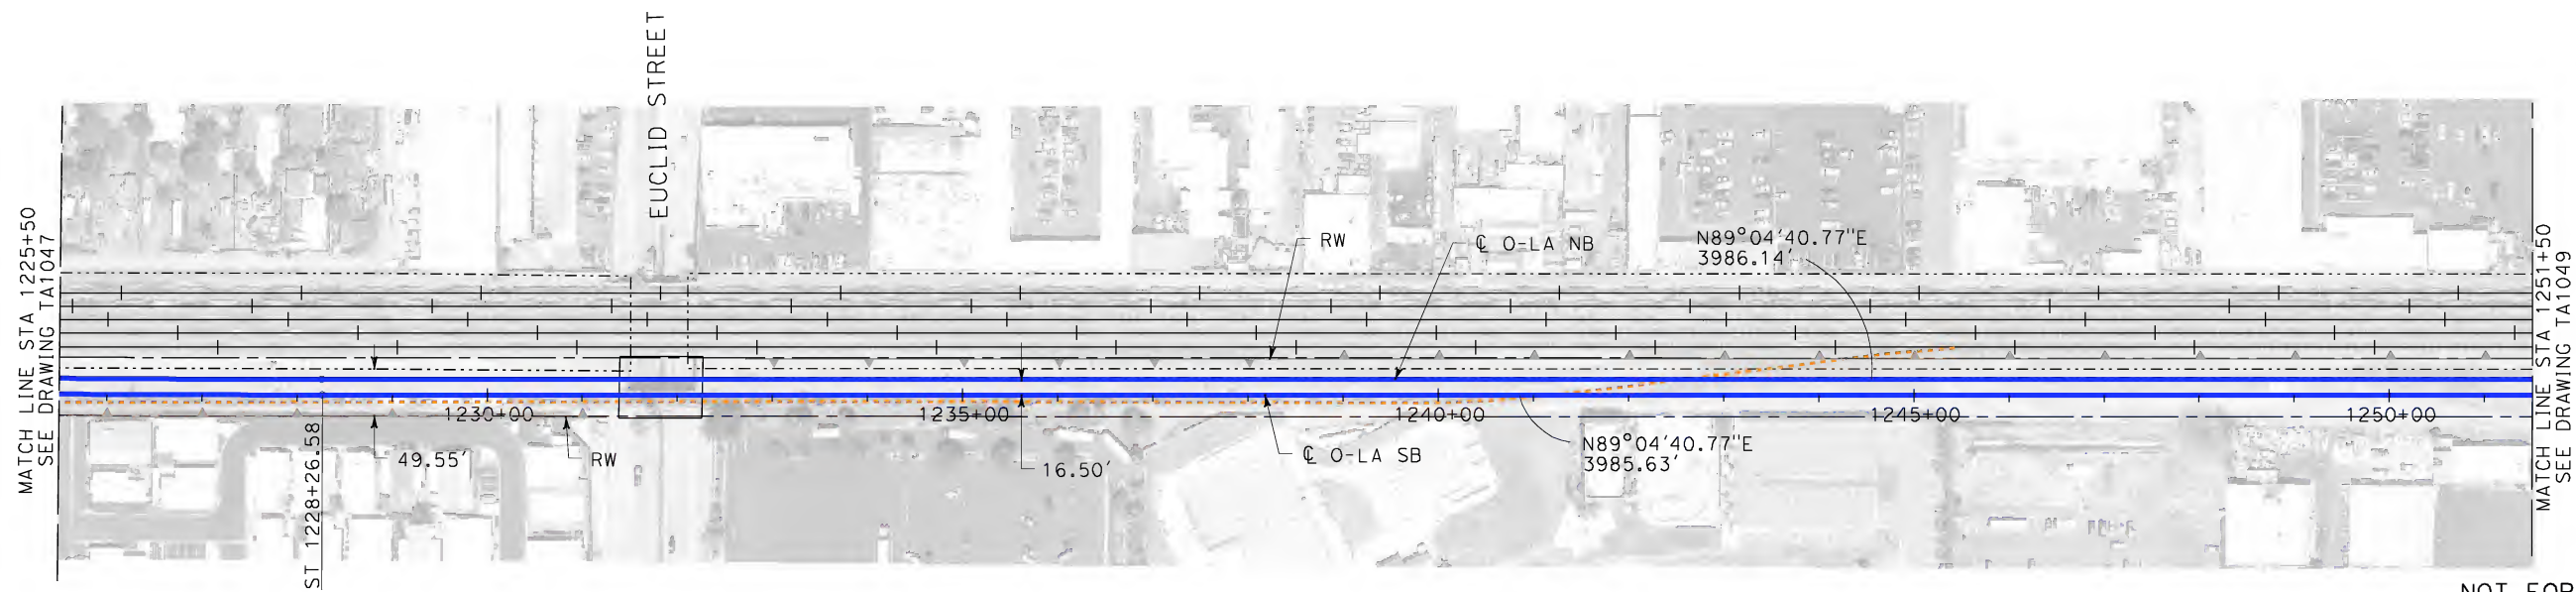 EUCLID STREET
MATCH LINE STA 1225+50
SEE DRAWING TA1047
RW
℄ O-LA NB
N89°04'40.77"E
3986.14'
MATCH LINE STA 1251+50
SEE DRAWING TA1049
1230+00
1235+00
1240+00
1245+00
1250+00
ST 1228+26.58
49.55'
RW
16.50'
℄ O-LA SB
N89°04'40.77"E
3985.63'
NOT FOR